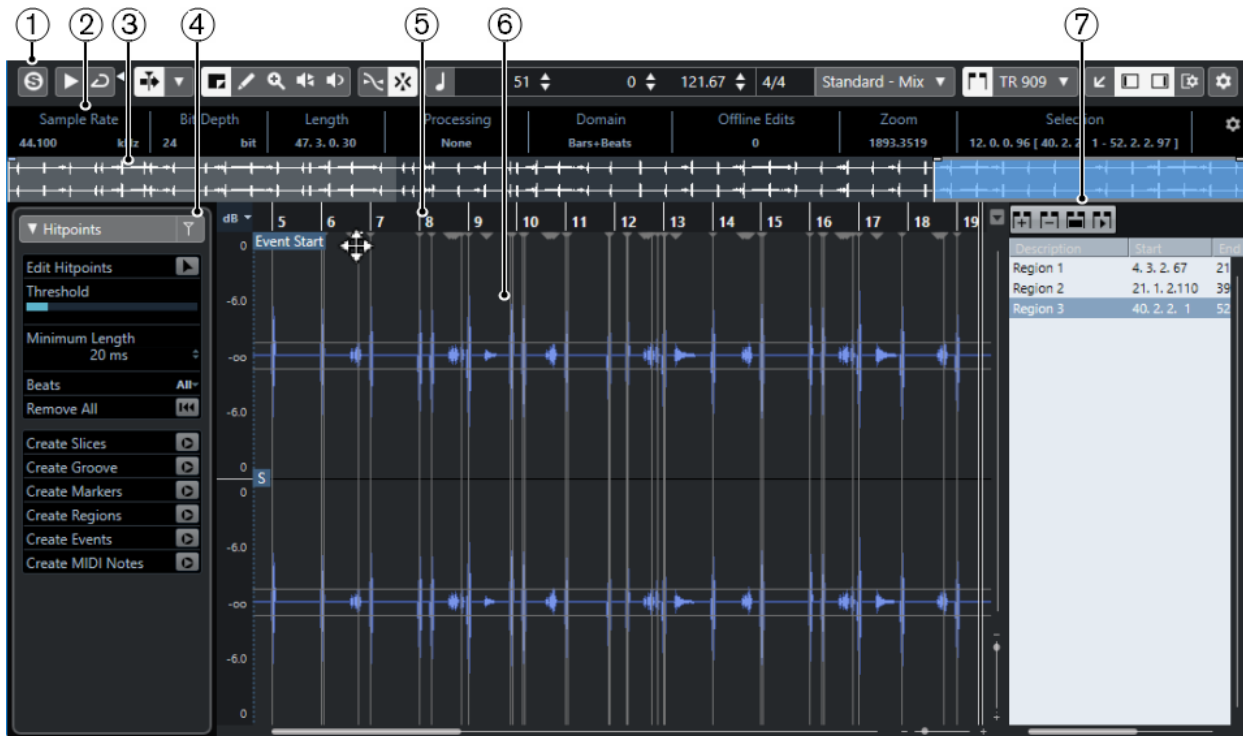 1 2 3 4 5 6 7
S 51 0 121.67 4/4 Standard - Mix TR 909
Sample Rate Bit Depth Length Processing Domain Offline Edits Zoom Selection
44.100 24 bit 47. 3. 0. 30 None Bars+Beats 0 1893.3519 12. 0. 0. 96 [ 40. 2. 2. 1 - 52. 2. 2. 97 ]
Hitpoints
Edit Hitpoints
Threshold
Minimum Length
20 ms
Beats All
Remove All
Create Slices
Create Groove
Create Markers
Create Regions
Create Events
Create MIDI Notes
dB 5 6 7 8 9 10 11 12 13 14 15 16 17 18 19
Event Start
0
-6.0
-∞
-6.0
0
S
0
-6.0
-∞
-6.0
0
Description Start End
Region 1 4. 3. 2. 67 21
Region 2 21. 1. 2.110 39
Region 3 40. 2. 2. 1 52